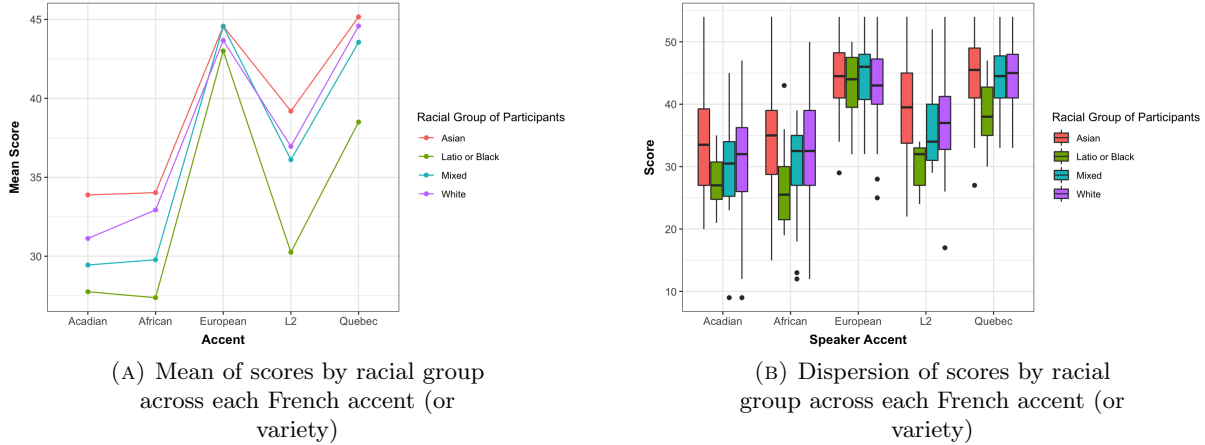 45
40
35
30
Mean Score
Acadian African European L2 Quebec
Accent
Racial Group of Participants
Asian
Latio or Black
Mixed
White
(A) Mean of scores by racial group
across each French accent (or
variety)
50
40
30
20
10
Score
Acadian African European L2 Quebec
Speaker Accent
Racial Group of Participants
Asian
Latio or Black
Mixed
White
(B) Dispersion of scores by racial
group across each French accent (or
variety)